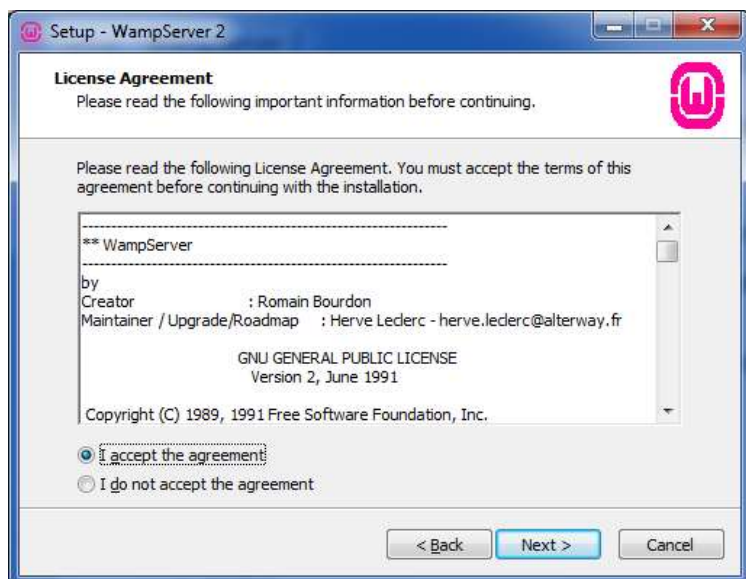 Setup - WampServer 2
License Agreement
Please read the following important information before continuing.
Please read the following License Agreement. You must accept the terms of this
agreement before continuing with the installation.
-----------------------------------------------------------------
** WampServer
-----------------------------------------------------------------
by
Creator : Romain Bourdon
Maintainer / Upgrade/Roadmap : Herve Leclerc - herve.leclerc@alterway.fr
GNU GENERAL PUBLIC LICENSE
Version 2, June 1991
Copyright (C) 1989, 1991 Free Software Foundation, Inc.
I accept the agreement
I do not accept the agreement
< Back Next > Cancel